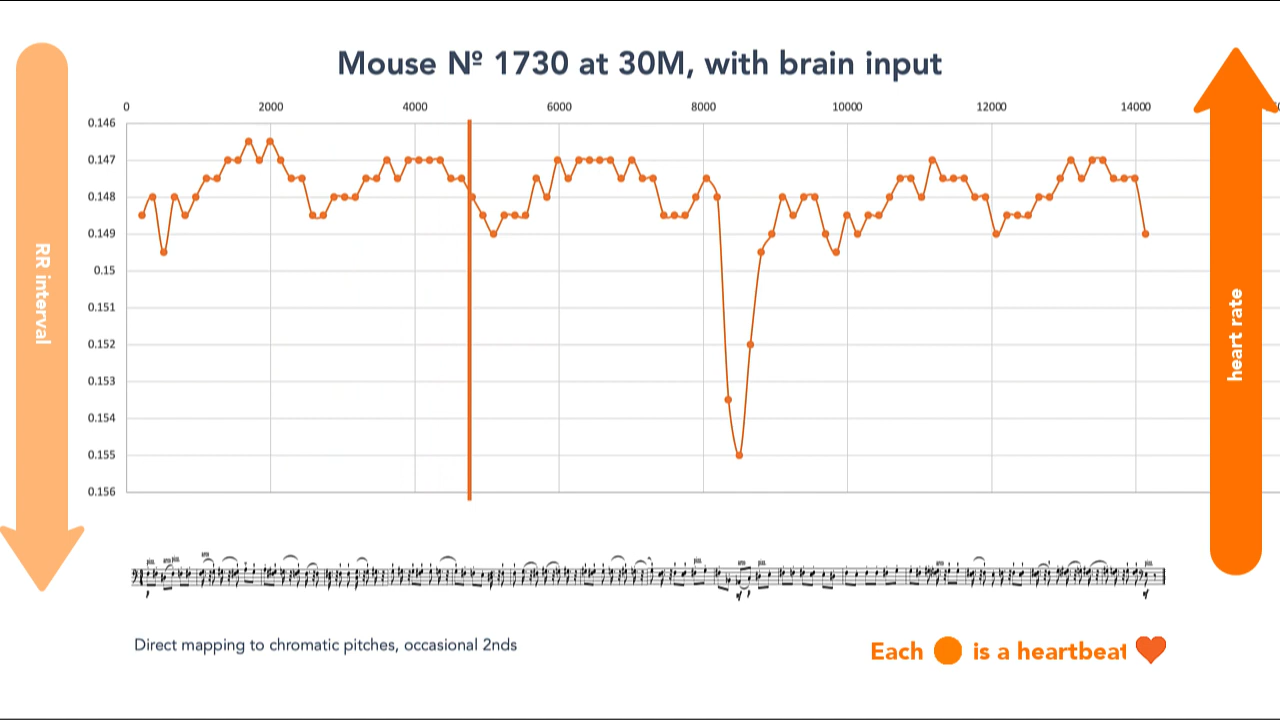 Mouse Nº 1730 at 30M, with brain input
0 2000 4000 6000 8000 10000 12000 14000
0.146
0.147
0.148
0.149
0.15
0.151
0.152
0.153
0.154
0.155
0.156
RR interval
heart rate
Direct mapping to chromatic pitches, occasional 2nds
Each is a heartbeat